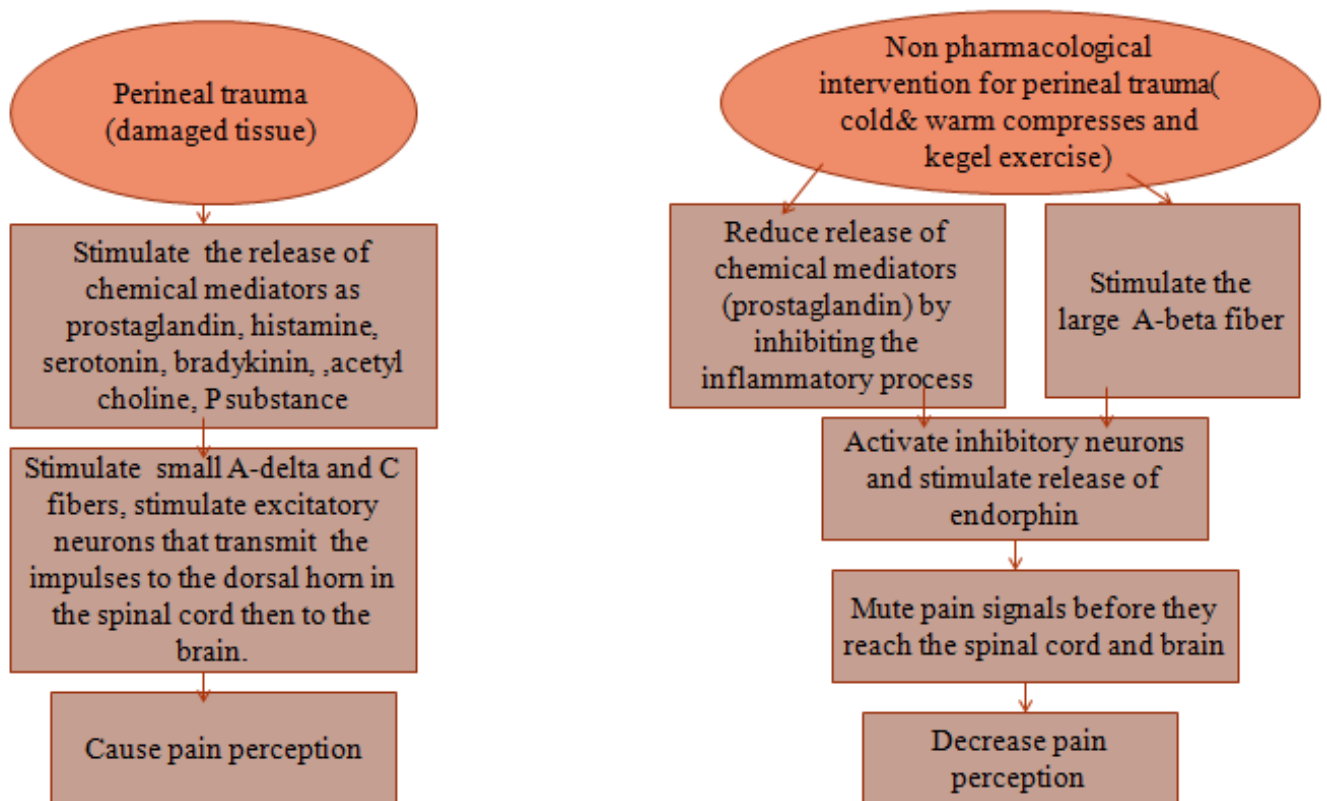 Perineal trauma
(damaged tissue)
Stimulate the release of
chemical mediators as
prostaglandin, histamine,
serotonin, bradykinin, ,acetyl
choline, P substance
Stimulate small A-delta and C
fibers, stimulate excitatory
neurons that transmit the
impulses to the dorsal horn in
the spinal cord then to the
brain.
Cause pain perception
Non pharmacological
intervention for perineal trauma(
cold& warm compresses and
kegel exercise)
Reduce release of
chemical mediators
(prostaglandin) by
inhibiting the
inflammatory process
Stimulate the
large A-beta fiber
Activate inhibitory neurons
and stimulate release of
endorphin
Mute pain signals before they
reach the spinal cord and brain
Decrease pain
perception